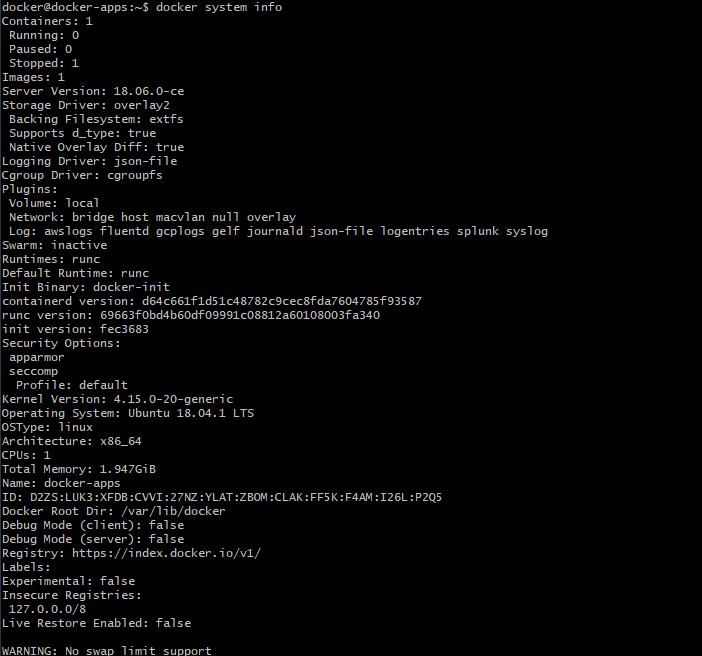 docker@docker-apps:~$ docker system info
Containers: 1
 Running: 0
 Paused: 0
 Stopped: 1
Images: 1
Server Version: 18.06.0-ce
Storage Driver: overlay2
 Backing Filesystem: extfs
 Supports d_type: true
 Native Overlay Diff: true
Logging Driver: json-file
Cgroup Driver: cgroupfs
Plugins:
 Volume: local
 Network: bridge host macvlan null overlay
 Log: awslogs fluentd gcplogs gelf journald json-file logentries splunk syslog
Swarm: inactive
Runtimes: runc
Default Runtime: runc
Init Binary: docker-init
containerd version: d64c661f1d51c48782c9cec8fda7604785f93587
runc version: 69663f0bd4b60df09991c08812a60108003fa340
init version: fec3683
Security Options:
 apparmor
 seccomp
  Profile: default
Kernel Version: 4.15.0-20-generic
Operating System: Ubuntu 18.04.1 LTS
OSType: linux
Architecture: x86_64
CPUs: 1
Total Memory: 1.947GiB
Name: docker-apps
ID: D2ZS:LUK3:XFDB:CVVI:27NZ:YLAT:ZBOM:CLAK:FF5K:F4AM:I26L:P2Q5
Docker Root Dir: /var/lib/docker
Debug Mode (client): false
Debug Mode (server): false
Registry: https://index.docker.io/v1/
Labels:
Experimental: false
Insecure Registries:
 127.0.0.0/8
Live Restore Enabled: false

WARNING: No swap limit support